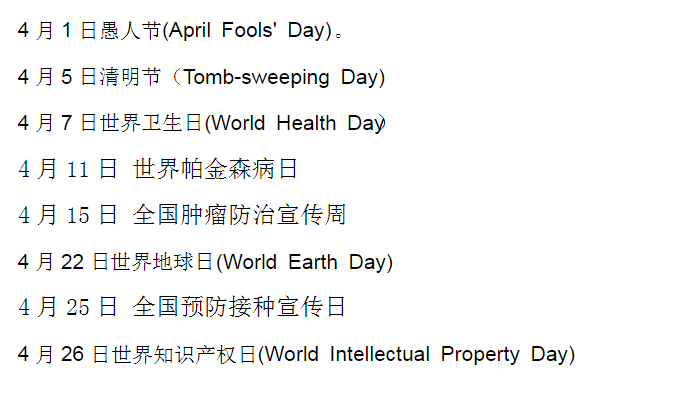 4 月 1 日愚人节(April Fools' Day)。
4 月 5 日清明节（Tomb-sweeping Day)
4 月 7 日世界卫生日(World Health Day)
4 月 11 日 世界帕金森病日
4 月 15 日 全国肿瘤防治宣传周
4 月 22 日世界地球日(World Earth Day)
4 月 25 日 全国预防接种宣传日
4 月 26 日世界知识产权日(World Intellectual Property Day)